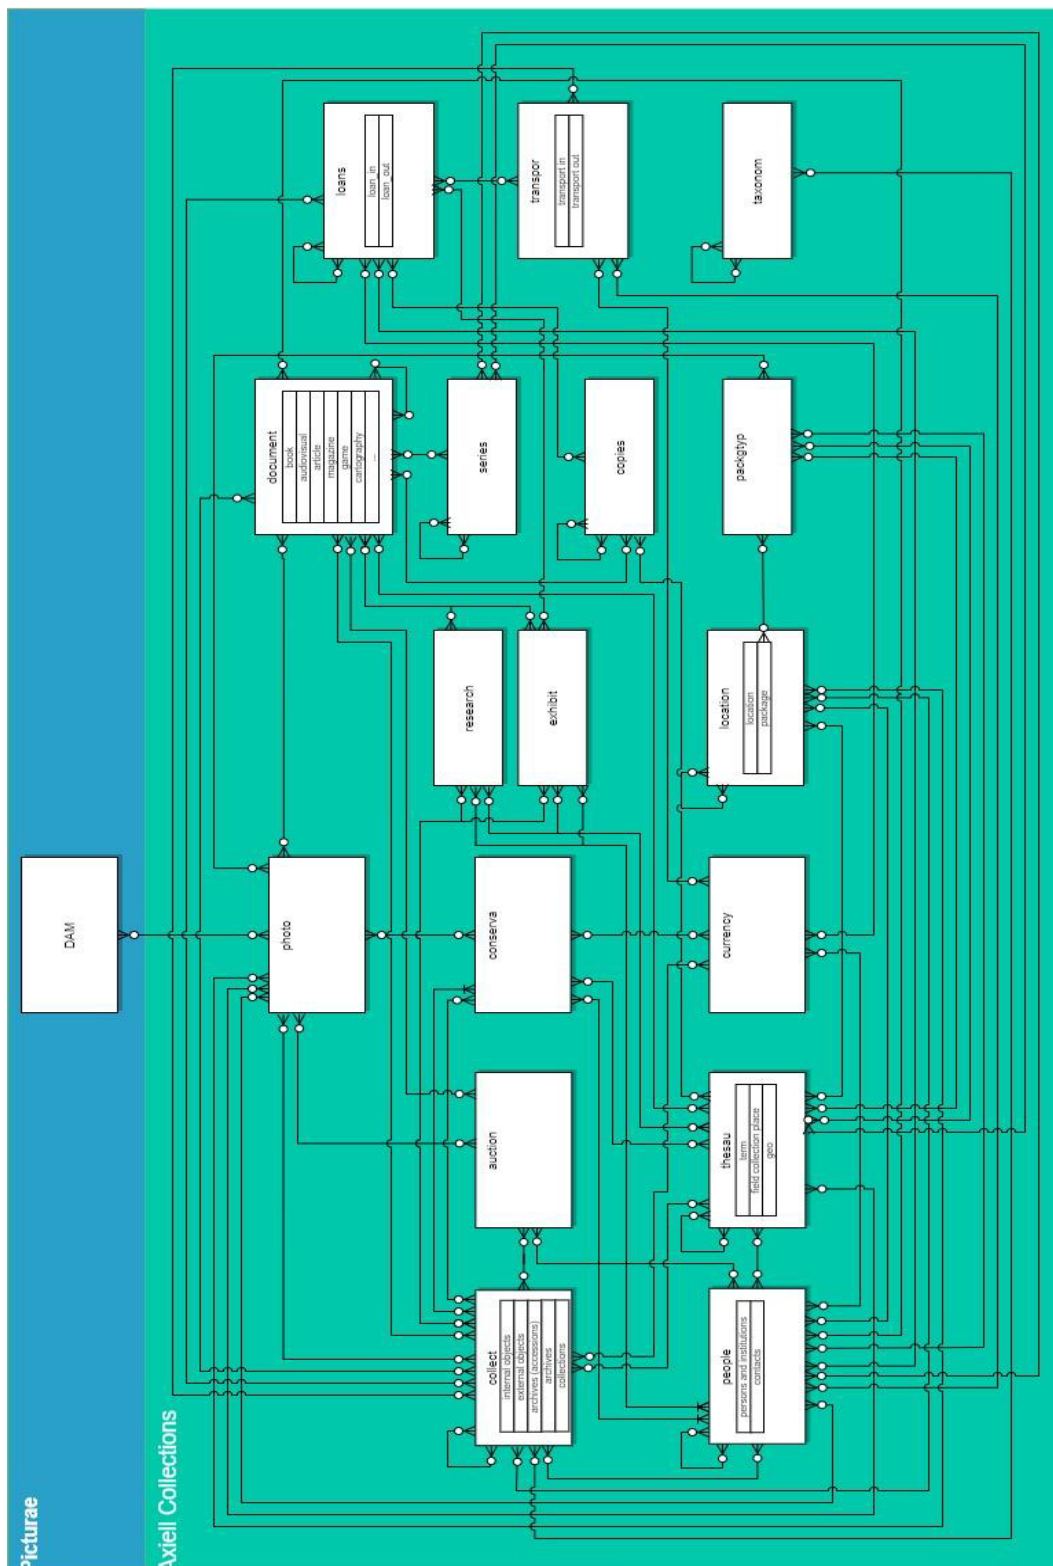 Picturae
DAM
Axiell Collections
photo
document
book
audiovisual
article
magazine
game
cartography
...
loans
loan_in
loan_out
collect
internal objects
external objects
archives (accessions)
archives
collections
auction
conserva
research
exhibit
series
copies
transpor
transport in
transport out
people
persons and institutions
contacts
thesau
term
field collection place
geo
currency
location
location
package
packgtyp
taxonom